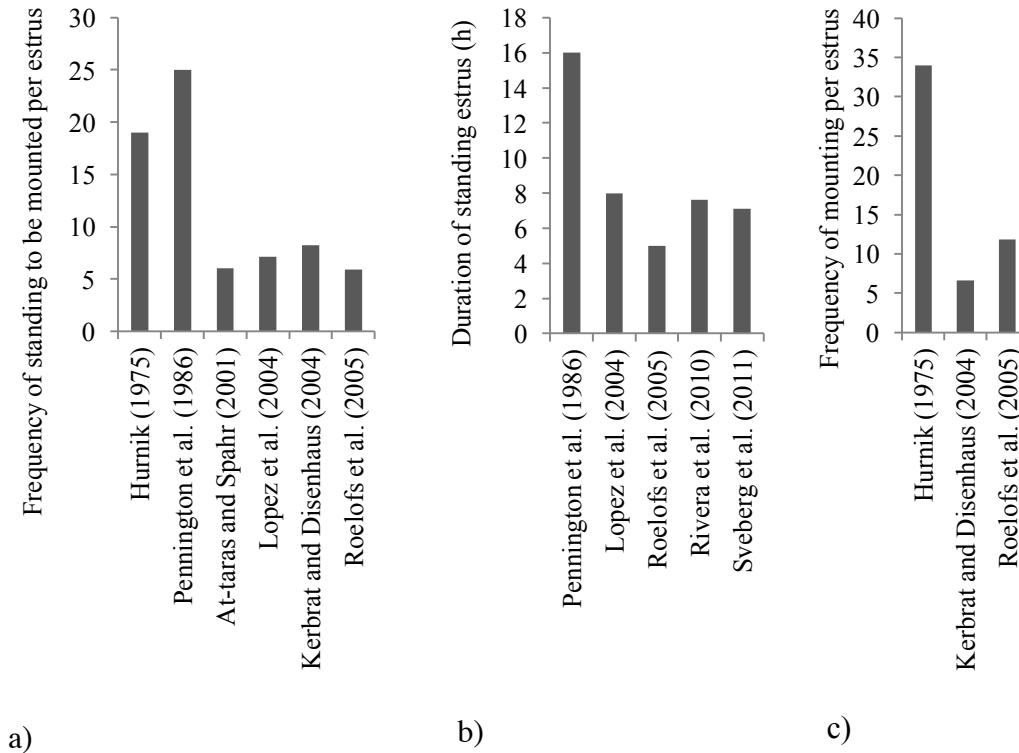 Frequency of standing to be mounted per estrus
30
25
20
15
10
5
0
Hurnik (1975)
Pennington et al. (1986)
At-taras and Spahr (2001)
Lopez et al. (2004)
Kerbrat and Disenhaus (2004)
Roelofs et al. (2005)
a)
Duration of standing estrus (h)
18
16
14
12
10
8
6
4
2
0
Pennington et al. (1986)
Lopez et al. (2004)
Roelofs et al. (2005)
Rivera et al. (2010)
Sveberg et al. (2011)
b)
Frequency of mounting per estrus
40
35
30
25
20
15
10
5
0
Hurnik (1975)
Kerbrat and Disenhaus (2004)
Roelofs et al. (2005)
c)